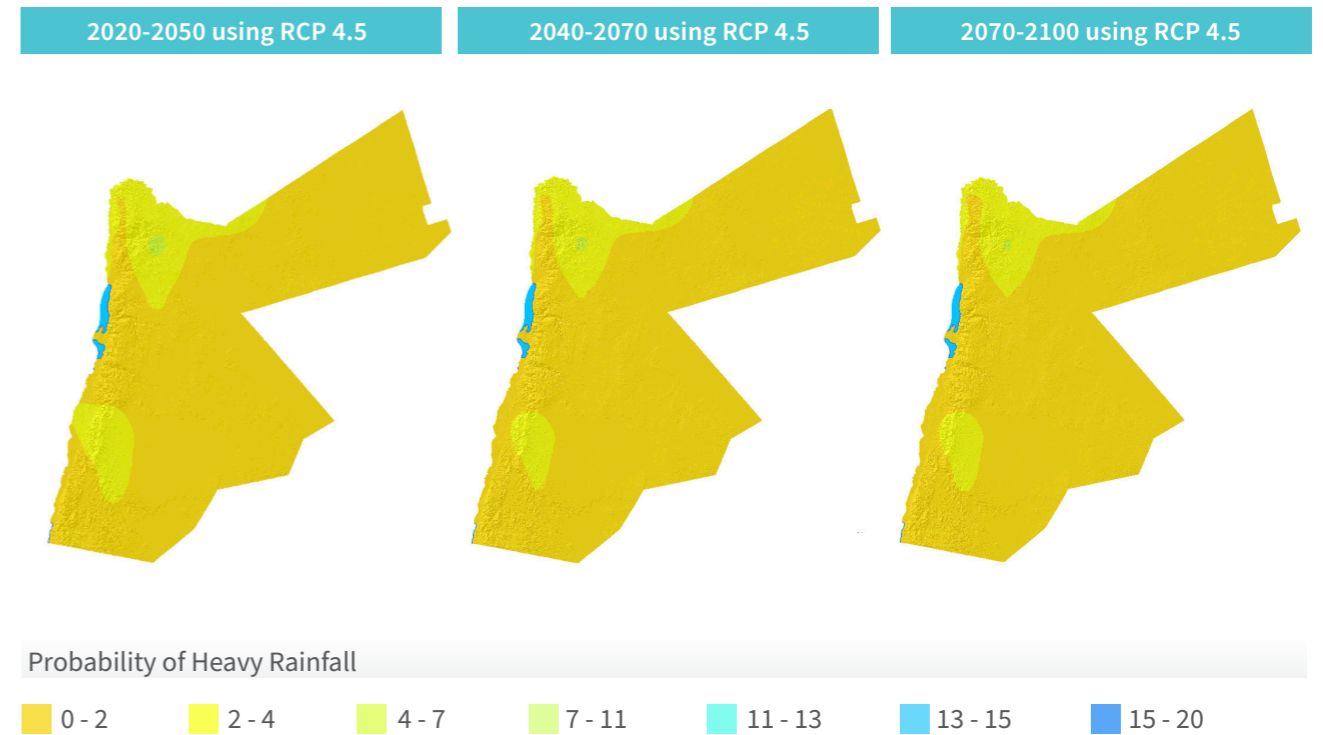 2020-2050 using RCP 4.5
2040-2070 using RCP 4.5
2070-2100 using RCP 4.5
Probability of Heavy Rainfall
0 - 2
2 - 4
4 - 7
7 - 11
11 - 13
13 - 15
15 - 20